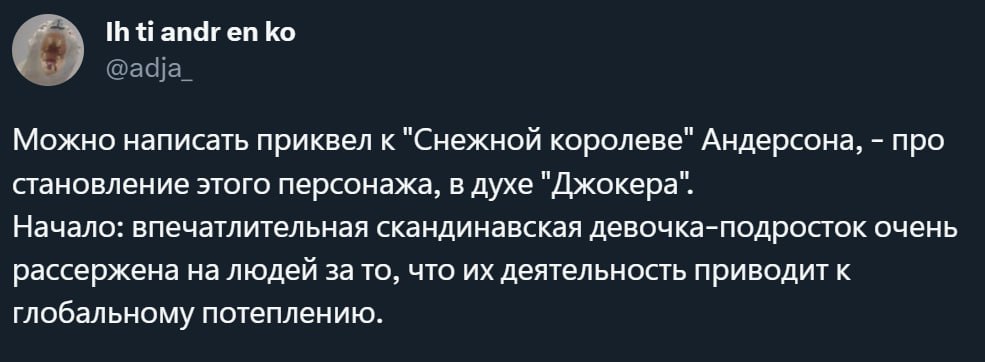 Ih ti andr en ko
@adja_
Можно написать приквел к "Снежной королеве" Андерсона, - про
становление этого персонажа, в духе "Джокера".
Начало: впечатлительная скандинавская девочка-подросток очень
рассержена на людей за то, что их деятельность приводит к
глобальному потеплению.